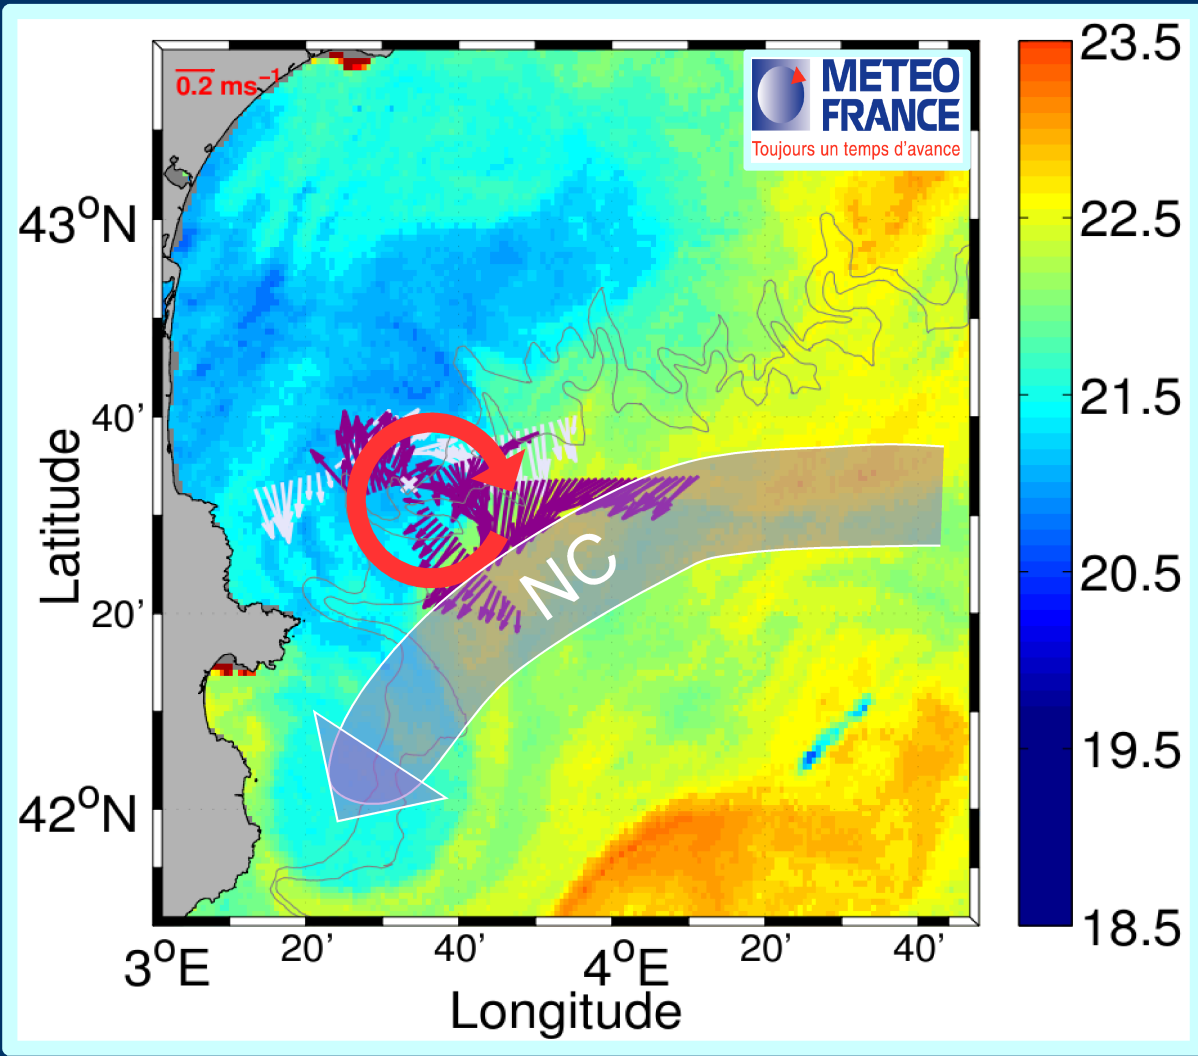 0.2 ms⁻¹
METEO
FRANCE
Toujours un temps d'avance
43°N
40'
20'
42°N
Latitude
NC
3°E
20'
40'
4°E
20'
40'
Longitude
23.5
22.5
21.5
20.5
19.5
18.5